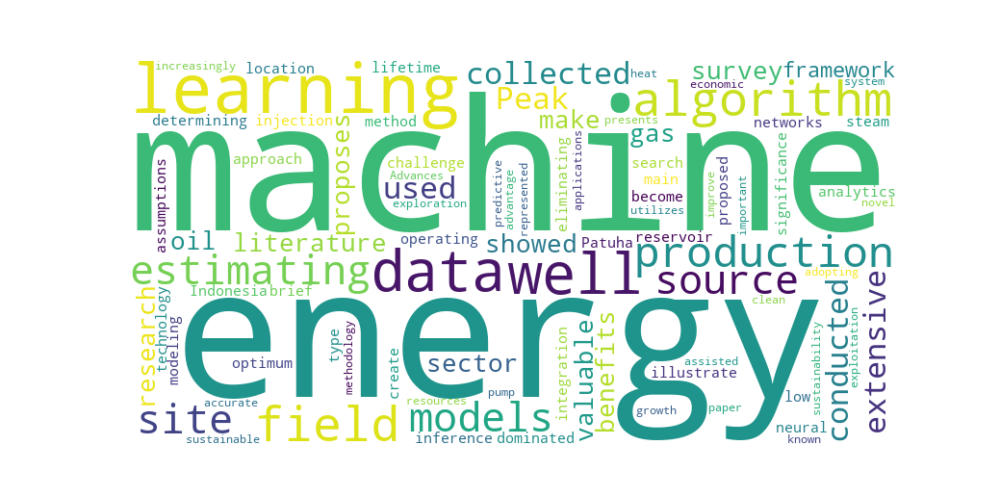 increasingly
location
lifetime
collected
heat
survey
framework
learning
economic
system
Peak
algorithm
determining
injection
method
make
presents
networks
steam
machine
gas
proposes
approach
challenge
Advances
used
exploration
predictive
advantage
represented
eliminating
applications
search
main
become
utilizes
improve
proposed
important
significance
analytics
novel
assumptions
oil
literature
operating
showed
Patuha
reservoir
production
estimating
data
well
source
adopting
research
technology
modeling
Indonesia
brief
energy
clean
conducted
extensive
optimum
type
methodology
create
sector
integration
valuable
benefits
assisted
illustrate
sustainability
exploitation
accurate
resources
pump
growth
paper
low
site
field
models
neural
sustainable
inference
dominated
known